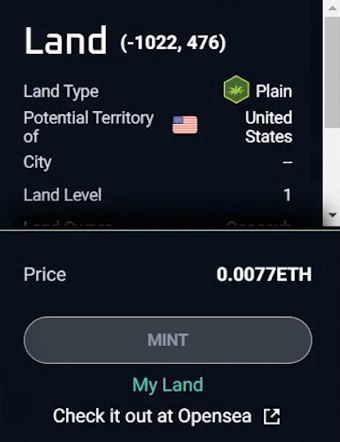 Land (-1022, 476)
Land Type Plain
Potential Territory of United States
City –
Land Level 1
Price 0.0077ETH
MINT
My Land
Check it out at Opensea